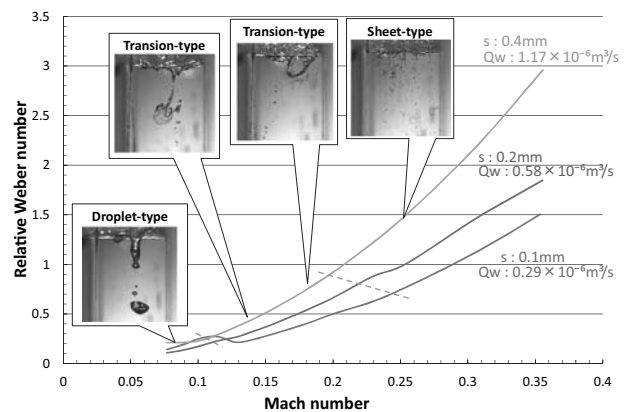 3.5
3
2.5
2
1.5
1
0.5
0
Relative Weber number
Transion-type
Transion-type
Sheet-type
Droplet-type
s : 0.4mm
Qw : 1.17×10⁻⁶m³/s
s : 0.2mm
Qw : 0.58×10⁻⁶m³/s
s : 0.1mm
Qw : 0.29×10⁻⁶m³/s
0 0.05 0.1 0.15 0.2 0.25 0.3 0.35 0.4
Mach number